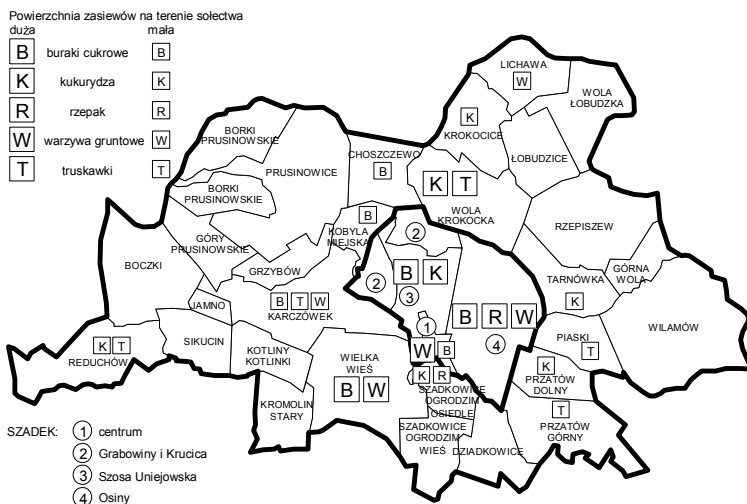 Powierzchnia zasiewów na terenie sołectwa
duża mała
B buraki cukrowe B
K kukurydza K
R rzepak R
W warzywa gruntowe W
T truskawki T
LICHAWA
W
WOLA
ŁOBUDZKA
K
KROKOCICE
ŁOBUDZICE
BORKI
PRUSINOWSKIE
PRUSINOWICE
CHOSZCZEWO
B
K T
WOLA
KROKOCKA
BORKI
PRUSINOWSKIE
B
KOBYLA
MIEJSKA
2
RZEPISZEW
GÓRY
PRUSINOWSKIE
BOCZKI
GRZYBÓW
2
B K
3
TARNÓWKA
K
GÓRNA
WOLA
JAMNO
B T W
KARCZÓWEK
1
B R W
4
WILAMÓW
K T
REDUCHÓW
SIKUCIN
KOTLINY
KOTLINKI
WIELKA
WIEŚ
B W
W B
K R
SZADKOWICE
OGRODZIM
OSIEDLE
PIASKI
T
K
PRZATÓW
DOLNY
KROMOLIN
STARY
SZADKOWICE
OGRODZIM
WIEŚ
DZIADKOWICE
T
PRZATÓW
GÓRNY
SZADEK: 1 centrum
2 Grabowiny i Krucica
3 Szosa Uniejowska
4 Osiny